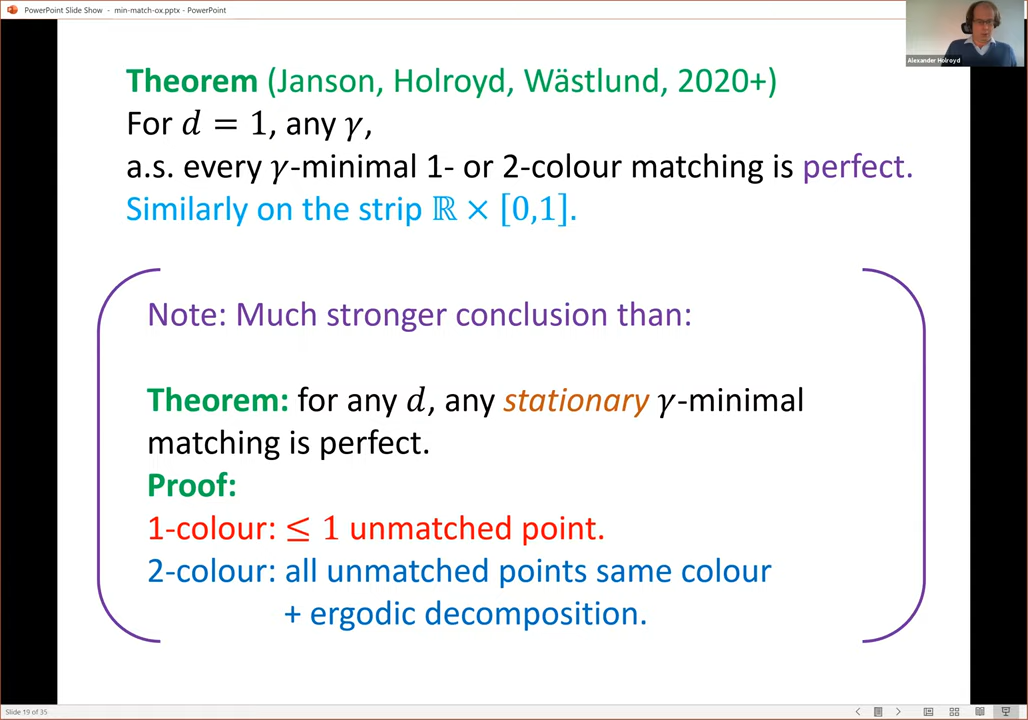 PowerPoint Slide Show - min-match-ox.pptx - PowerPoint
Alexander Holroyd
Theorem (Janson, Holroyd, Wästlund, 2020+)
For d = 1, any γ,
a.s. every γ-minimal 1- or 2-colour matching is perfect.
Similarly on the strip ℝ × [0,1].
Note: Much stronger conclusion than:
Theorem: for any d, any stationary γ-minimal
matching is perfect.
Proof:
1-colour: ≤ 1 unmatched point.
2-colour: all unmatched points same colour
+ ergodic decomposition.
Slide 19 of 35